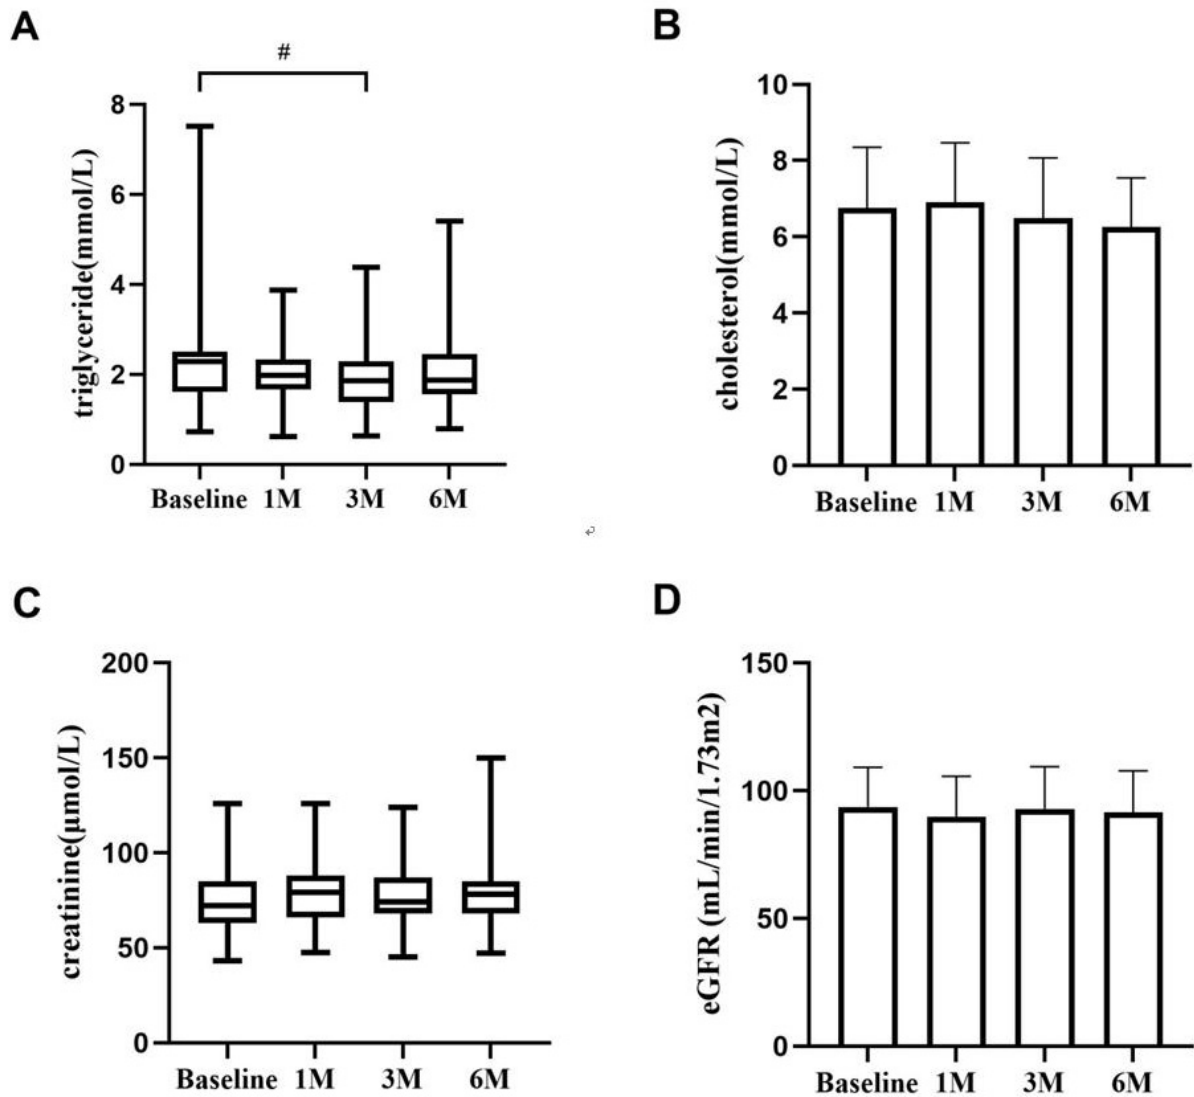 A
#
triglyceride(mmol/L)
8
6
4
2
0
Baseline 1M 3M 6M
B
cholesterol(mmol/L)
10
8
6
4
2
0
Baseline 1M 3M 6M
C
creatinine(μmol/L)
200
150
100
50
0
Baseline 1M 3M 6M
D
eGFR (mL/min/1.73m2)
150
100
50
0
Baseline 1M 3M 6M